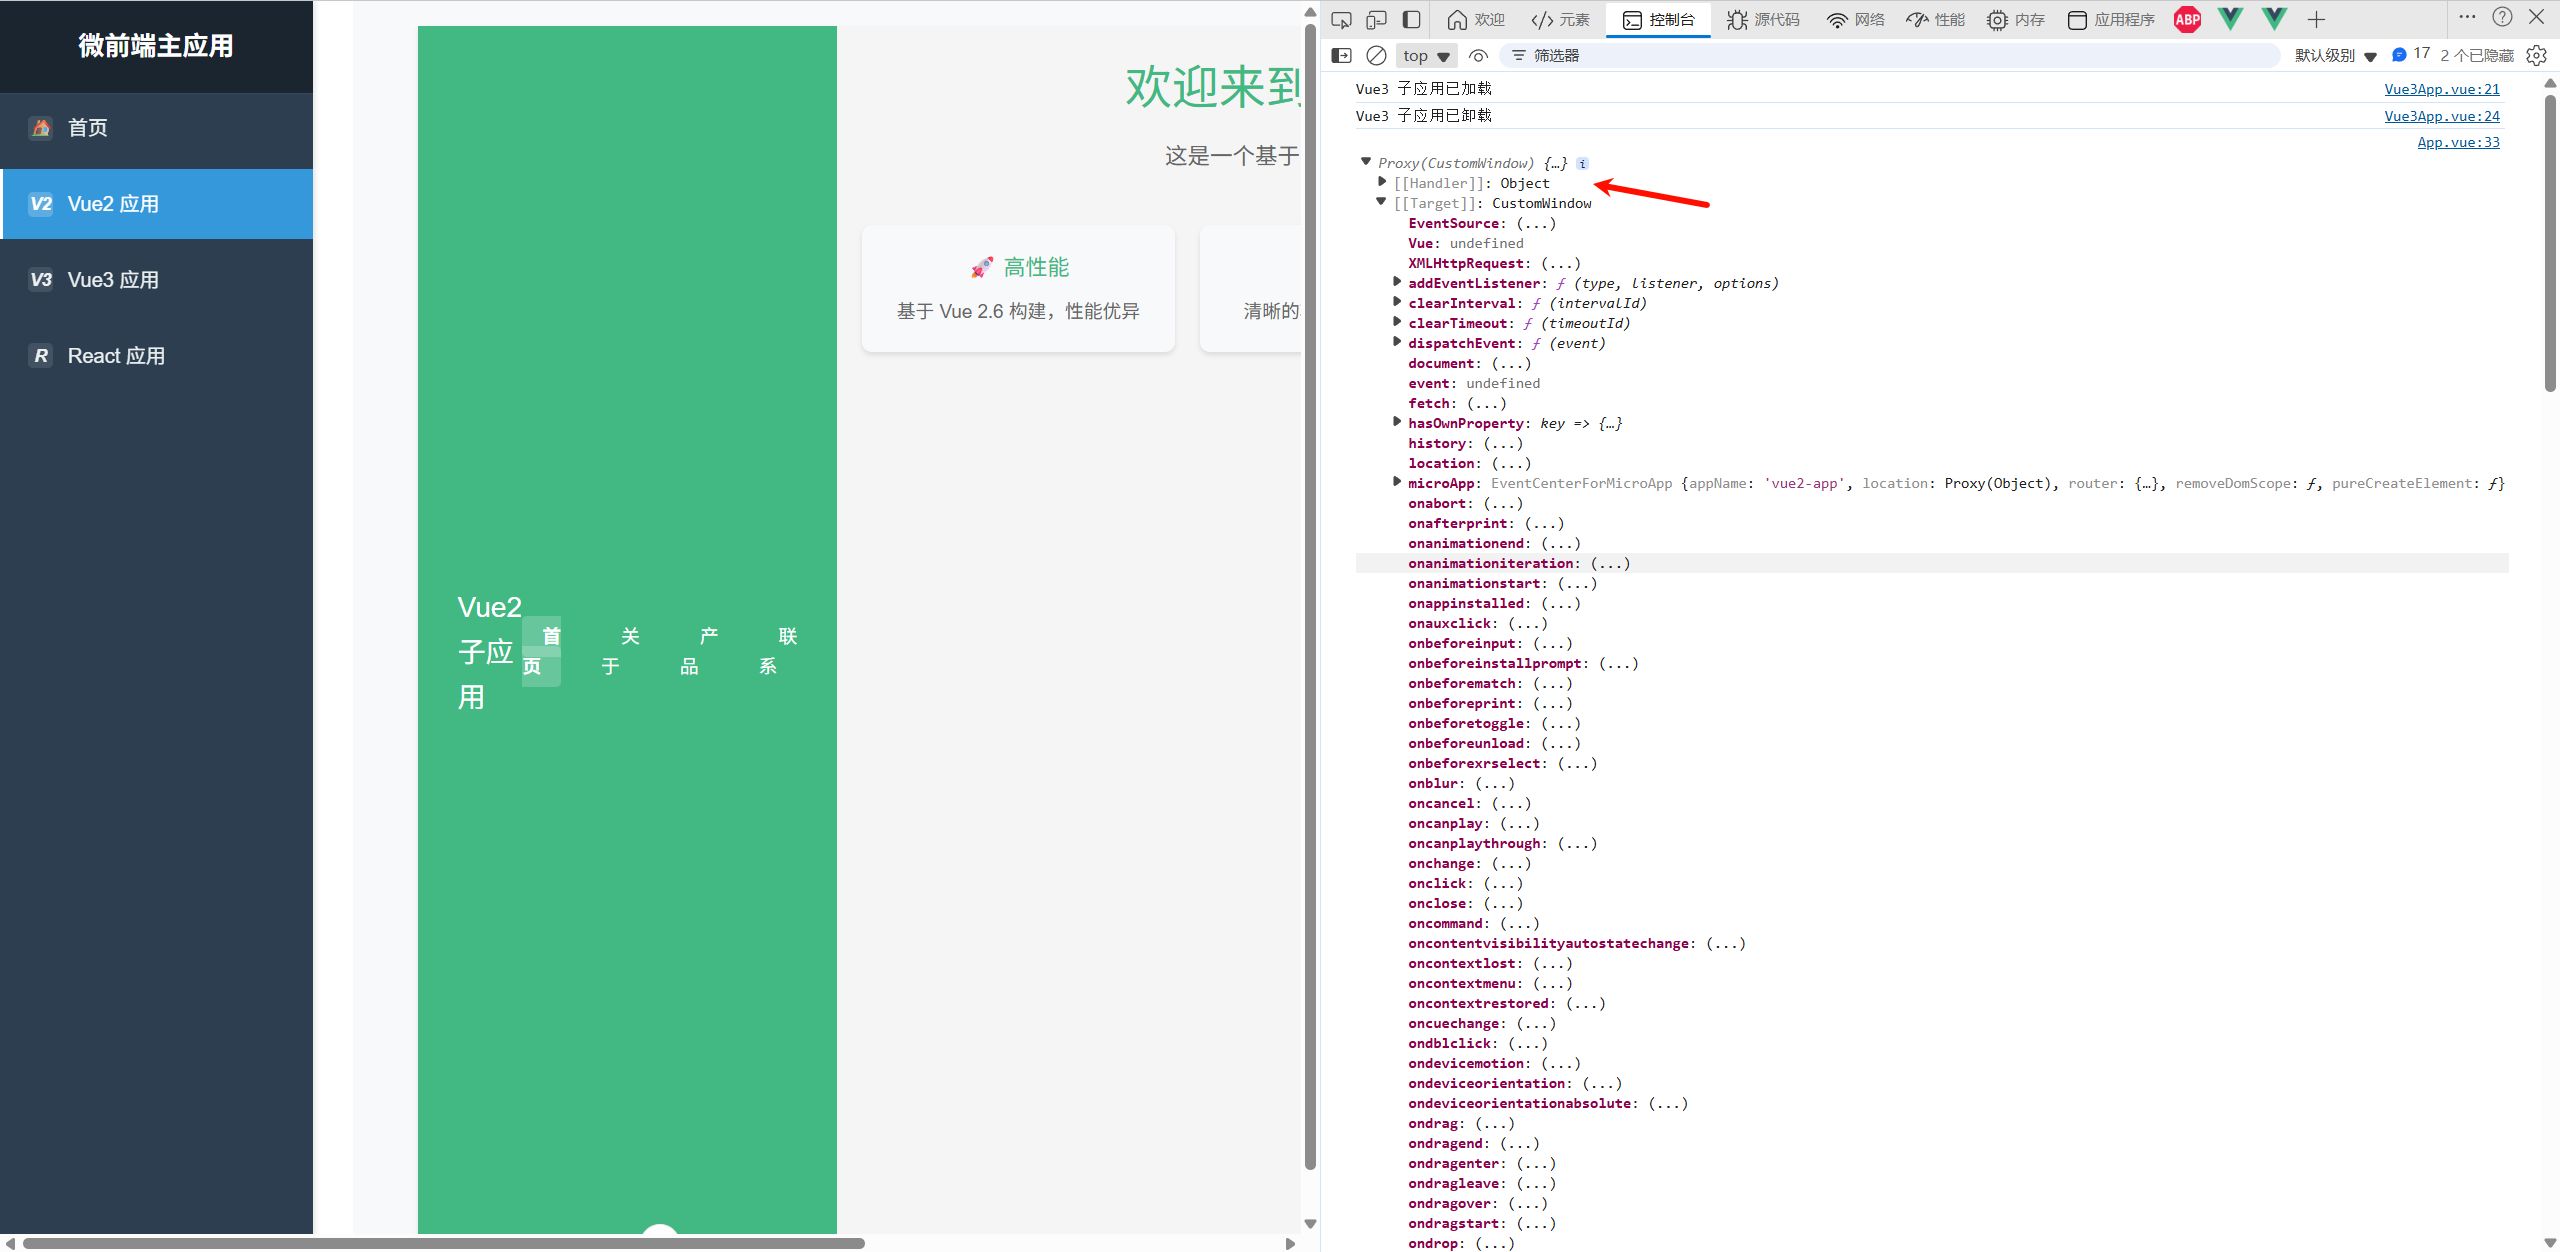 微前端主应用
首页
V2 Vue2 应用
V3 Vue3 应用
R React 应用
Vue2
子应
用
首
页
关
于
产
品
联
系
欢迎来到
这是一个基于
🚀 高性能
基于 Vue 2.6 构建，性能优异
清晰的
欢迎 元素 控制台 源代码 网络 性能 内存 应用程序 ABP
top 筛选器 默认级别 17 2 个已隐藏
Vue3 子应用已加载 Vue3App.vue:21
Vue3 子应用已卸载 Vue3App.vue:24
App.vue:33
Proxy(CustomWindow) {…} i
[[Handler]]: Object
[[Target]]: CustomWindow
EventSource: (...)
Vue: undefined
XMLHttpRequest: (...)
addEventListener: ƒ (type, listener, options)
clearInterval: ƒ (intervalId)
clearTimeout: ƒ (timeoutId)
dispatchEvent: ƒ (event)
document: (...)
event: undefined
fetch: (...)
hasOwnProperty: key => {…}
history: (...)
location: (...)
microApp: EventCenterForMicroApp {appName: 'vue2-app', location: Proxy(Object), router: {…}, removeDomScope: ƒ, pureCreateElement: ƒ}
onabort: (...)
onafterprint: (...)
onanimationend: (...)
onanimationiteration: (...)
onanimationstart: (...)
onappinstalled: (...)
onauxclick: (...)
onbeforeinput: (...)
onbeforeinstallprompt: (...)
onbeforematch: (...)
onbeforeprint: (...)
onbeforetoggle: (...)
onbeforeunload: (...)
onbeforexrselect: (...)
onblur: (...)
oncancel: (...)
oncanplay: (...)
oncanplaythrough: (...)
onchange: (...)
onclick: (...)
onclose: (...)
oncommand: (...)
oncontentvisibilityautostatechange: (...)
oncontextlost: (...)
oncontextmenu: (...)
oncontextrestored: (...)
oncuechange: (...)
ondblclick: (...)
ondevicemotion: (...)
ondeviceorientation: (...)
ondeviceorientationabsolute: (...)
ondrag: (...)
ondragend: (...)
ondragenter: (...)
ondragleave: (...)
ondragover: (...)
ondragstart: (...)
ondrop: (...)